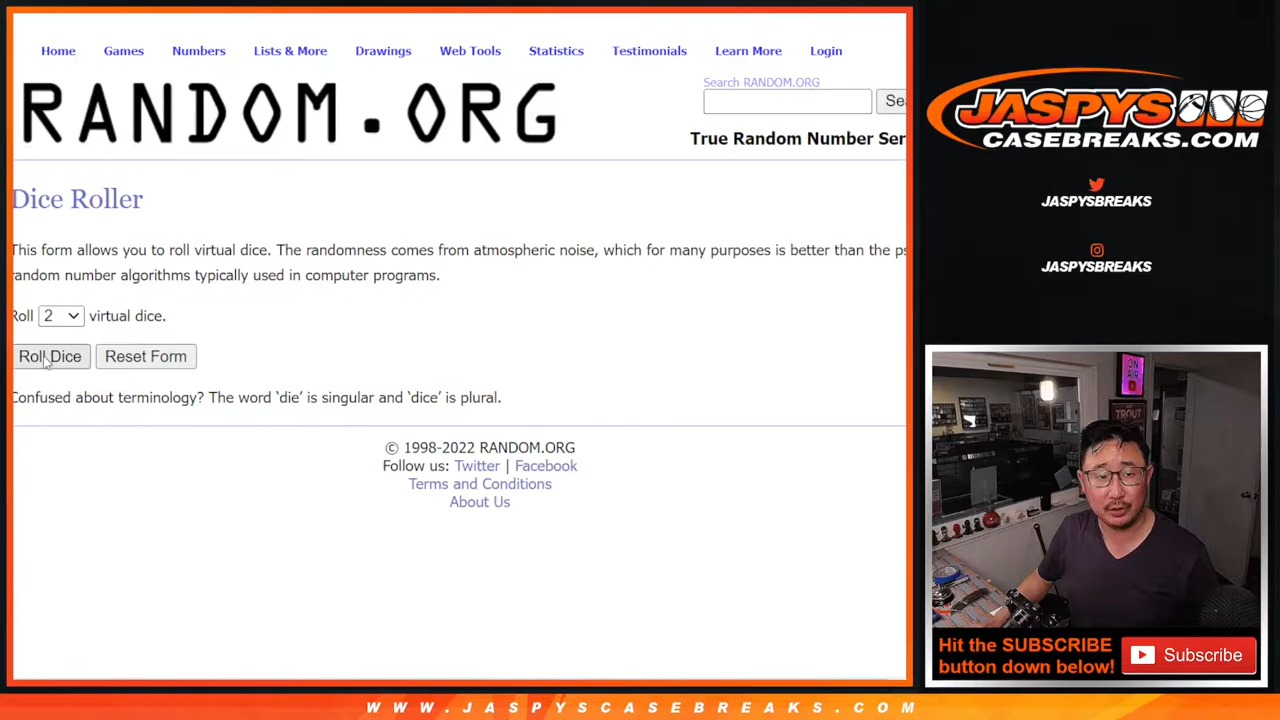 Home Games Numbers Lists & More Drawings Web Tools Statistics Testimonials Learn More Login
RANDOM.ORG
Search RANDOM.ORG
Sea
True Random Number Ser
Dice Roller
This form allows you to roll virtual dice. The randomness comes from atmospheric noise, which for many purposes is better than the ps
random number algorithms typically used in computer programs.
Roll 2 virtual dice.
Roll Dice Reset Form
Confused about terminology? The word ‘die’ is singular and ‘dice’ is plural.
© 1998-2022 RANDOM.ORG
Follow us: Twitter | Facebook
Terms and Conditions
About Us
JASPYS
CASEBREAKS.COM
JASPYSBREAKS
JASPYSBREAKS
ON
AIR
TROUT
Hit the SUBSCRIBE
button down below!
Subscribe
WWW.JASPYSCASEBREAKS.COM